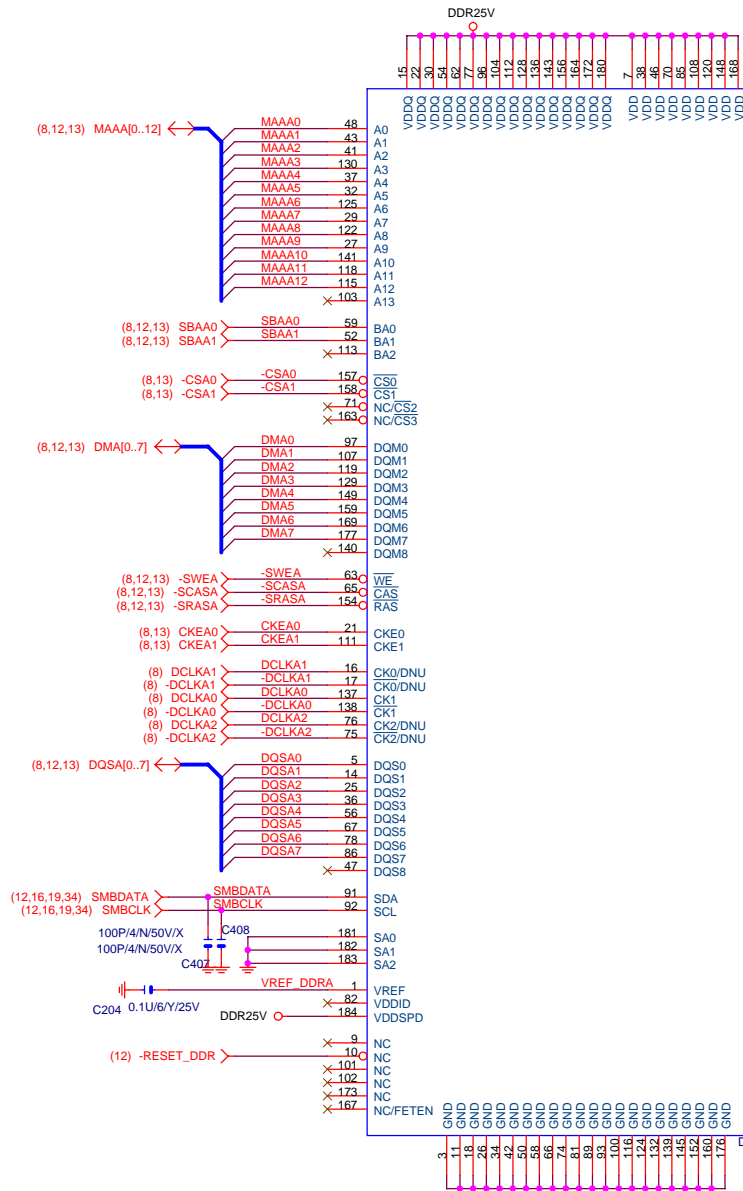 DDR25V
15 22 30 54 62 77 96 104 112 128 136 143 156 164 172 180 7 38 46 70 85 108 120 148 168
VDDQ VDDQ VDDQ VDDQ VDDQ VDDQ VDDQ VDDQ VDDQ VDDQ VDDQ VDDQ VDDQ VDDQ VDDQ VDDQ VDD VDD VDD VDD VDD VDD VDD VDD VDD
(8,12,13) MAAA[0..12] MAAA0 48 A0
MAAA1 43 A1
MAAA2 41 A2
MAAA3 130 A3
MAAA4 37 A4
MAAA5 32 A5
MAAA6 125 A6
MAAA7 29 A7
MAAA8 122 A8
MAAA9 27 A9
MAAA10 141 A10
MAAA11 118 A11
MAAA12 115 A12
103 A13
(8,12,13) SBAA0 SBAA0 59 BA0
(8,12,13) SBAA1 SBAA1 52 BA1
113 BA2
(8,13) -CSA0 -CSA0 157 CS0
(8,13) -CSA1 -CSA1 158 CS1
71 NC/CS2
163 NC/CS3
(8,12,13) DMA[0..7] DMA0 97 DQM0
DMA1 107 DQM1
DMA2 119 DQM2
DMA3 129 DQM3
DMA4 149 DQM4
DMA5 159 DQM5
DMA6 169 DQM6
DMA7 177 DQM7
140 DQM8
(8,12,13) -SWEA -SWEA 63 WE
(8,12,13) -SCASA -SCASA 65 CAS
(8,12,13) -SRASA -SRASA 154 RAS
(8,13) CKEA0 CKEA0 21 CKE0
(8,13) CKEA1 CKEA1 111 CKE1
(8) DCLKA1 DCLKA1 16 CK0/DNU
(8) -DCLKA1 -DCLKA1 17 CK0/DNU
(8) DCLKA0 DCLKA0 137 CK1
(8) -DCLKA0 -DCLKA0 138 CK1
(8) DCLKA2 DCLKA2 76 CK2/DNU
(8) -DCLKA2 -DCLKA2 75 CK2/DNU
(8,12,13) DQSA[0..7] DQSA0 5 DQS0
DQSA1 14 DQS1
DQSA2 25 DQS2
DQSA3 36 DQS3
DQSA4 56 DQS4
DQSA5 67 DQS5
DQSA6 78 DQS6
DQSA7 86 DQS7
47 DQS8
(12,16,19,34) SMBDATA SMBDATA 91 SDA
(12,16,19,34) SMBCLK SMBCLK 92 SCL
100P/4/N/50V/X C408
181 SA0
100P/4/N/50V/X 182 SA1
C407 183 SA2
VREF_DDRA 1 VREF
C204 0.1U/6/Y/25V 82 VDDID
DDR25V 184 VDDSPD
9 NC
(12) -RESET_DDR 10 NC
101 NC
102 NC
173 NC
167 NC/FETEN
GND GND GND GND GND GND GND GND GND GND GND GND GND GND GND GND GND GND GND GND GND GND
3 11 18 26 34 42 50 58 66 74 81 89 93 100 116 124 132 139 145 152 160 176